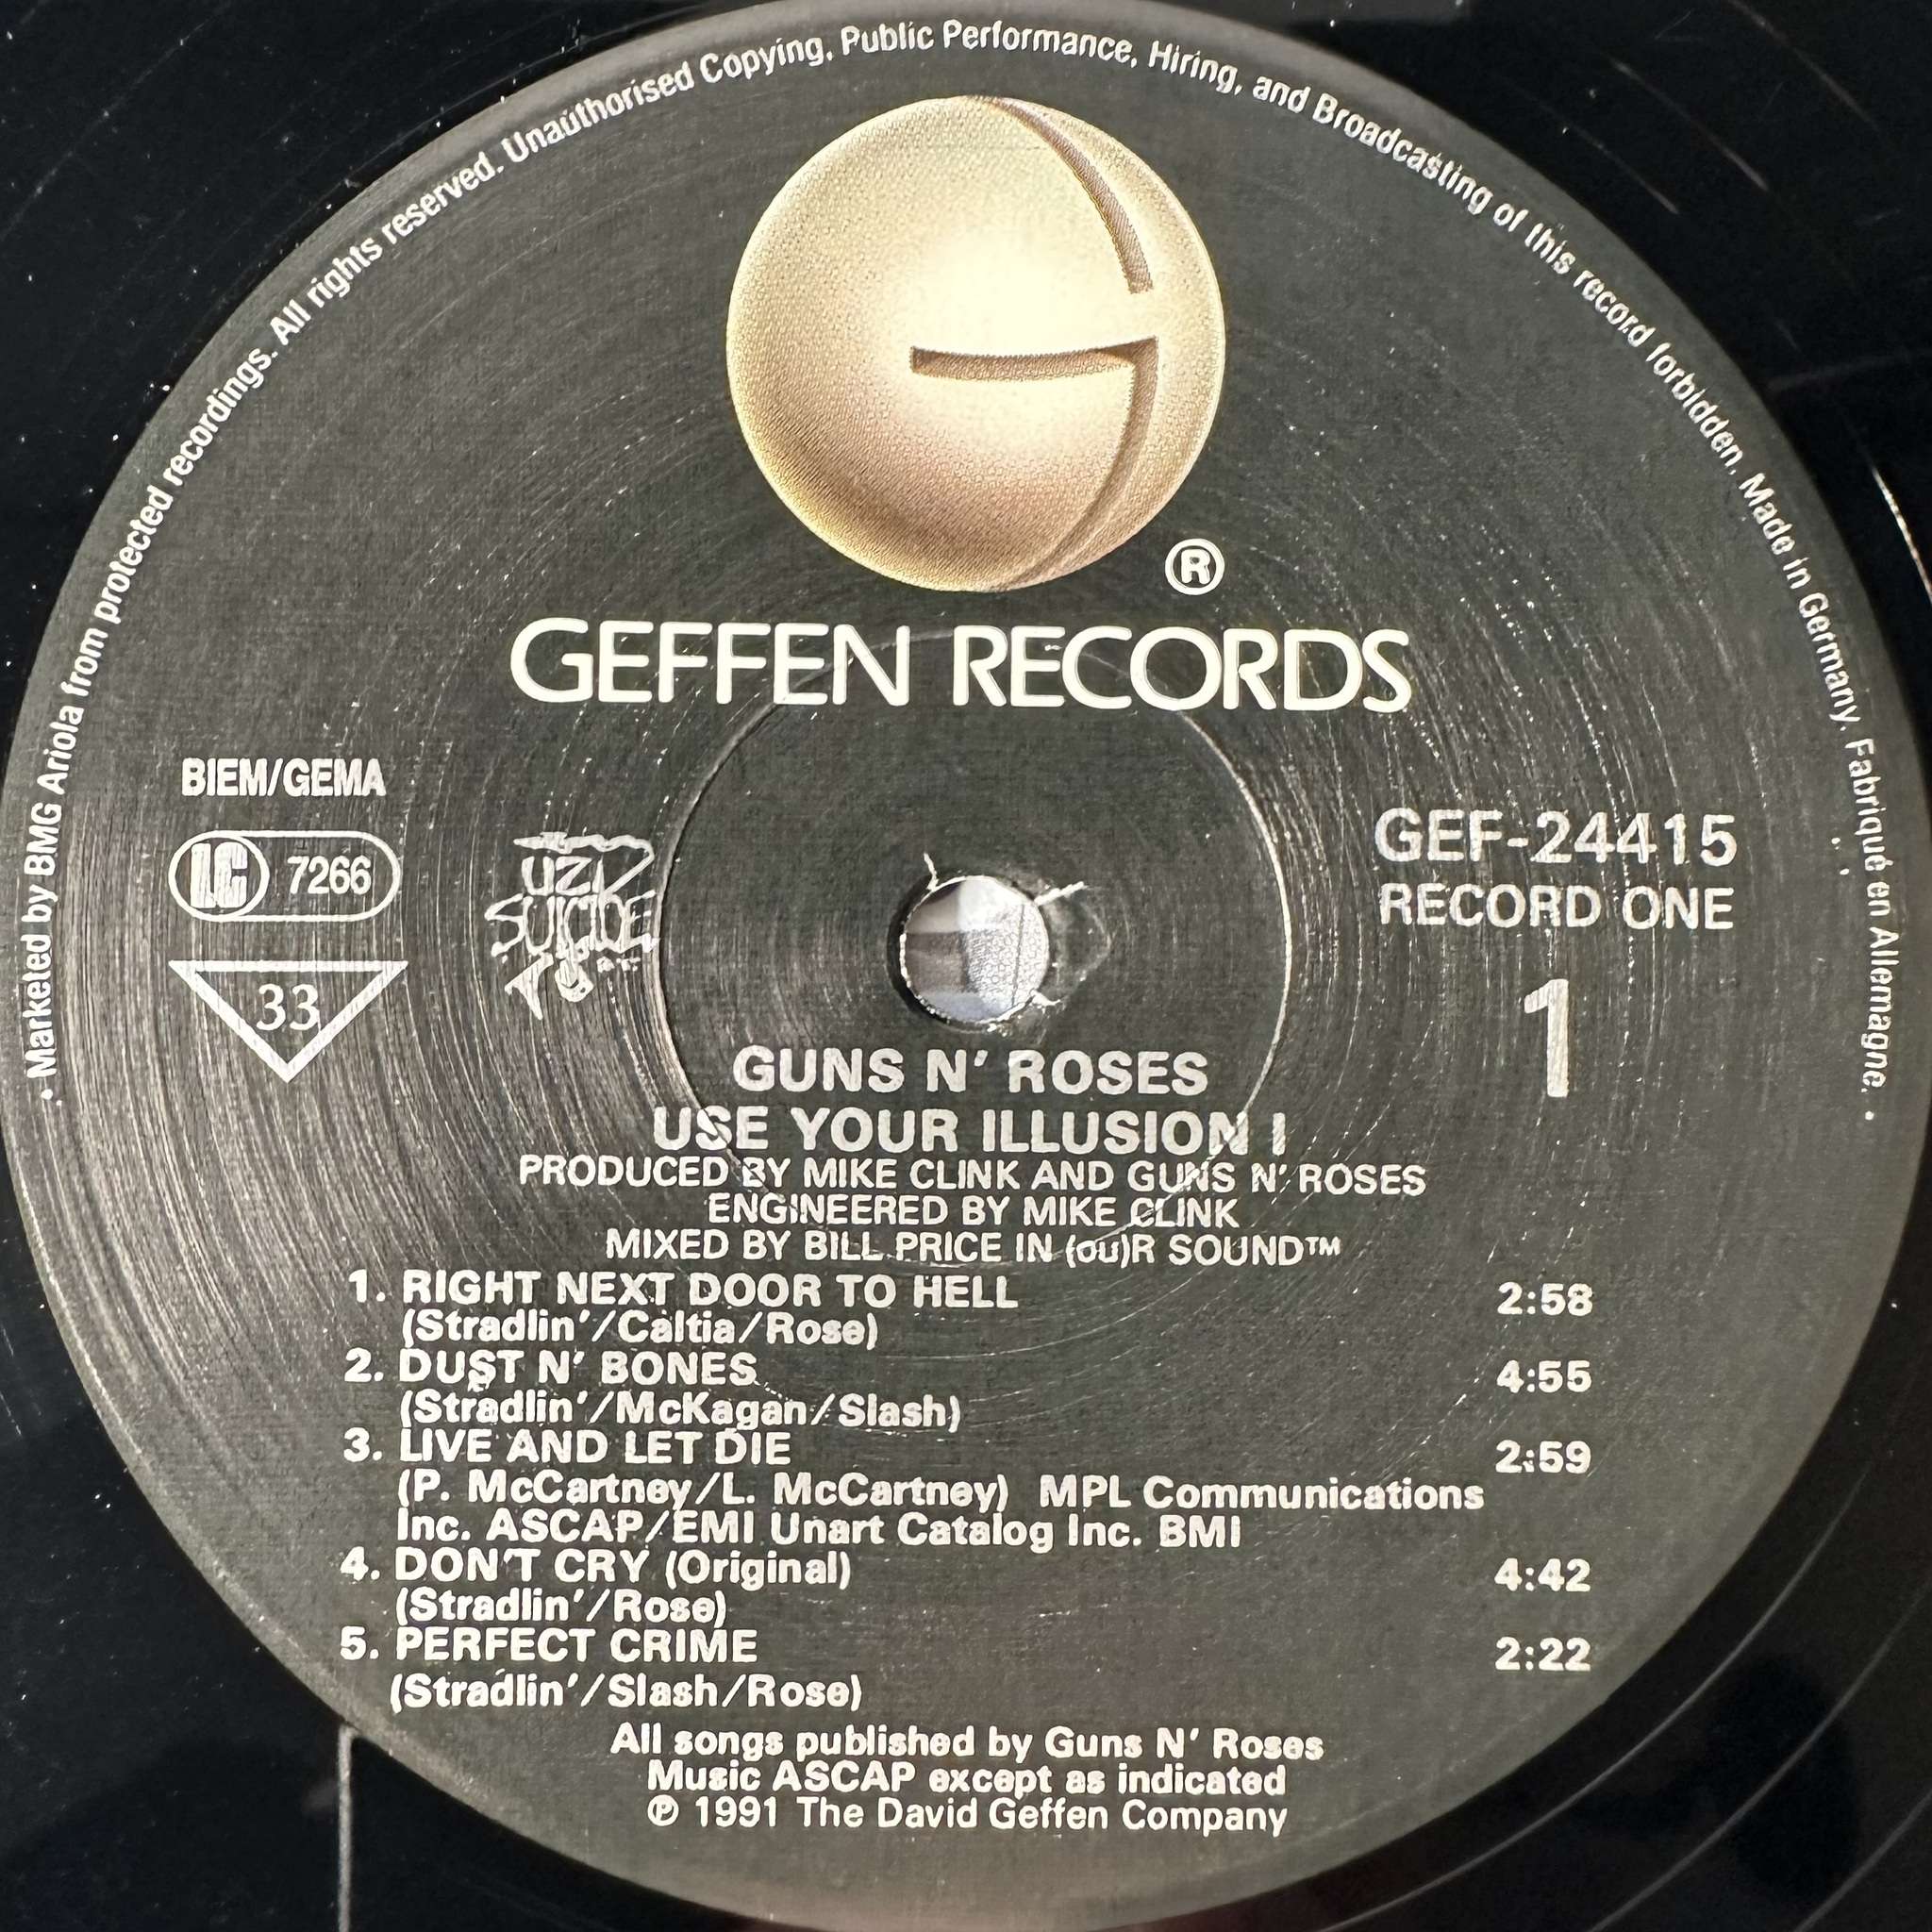 • Marketed by BMG Ariola from protected recordings. All rights reserved. Unauthorised Copying, Public Performance, Hiring, and Broadcasting of this record forbidden. Made in Germany. Fabriqué en Allemagne. •
®
GEFFEN RECORDS
BIEM/GEMA
LC 7266
33
UZI
SUICIDE
GEF-24415
RECORD ONE
1
GUNS N' ROSES
USE YOUR ILLUSION I
PRODUCED BY MIKE CLINK AND GUNS N' ROSES
ENGINEERED BY MIKE CLINK
MIXED BY BILL PRICE IN (ou)R SOUND™
1. RIGHT NEXT DOOR TO HELL 2:58
(Stradlin'/Caltia/Rose)
2. DUST N' BONES 4:55
(Stradlin'/McKagan/Slash)
3. LIVE AND LET DIE 2:59
(P. McCartney/L. McCartney) MPL Communications
Inc. ASCAP/EMI Unart Catalog Inc. BMI
4. DON'T CRY (Original) 4:42
(Stradlin'/Rose)
5. PERFECT CRIME 2:22
(Stradlin'/Slash/Rose)
All songs published by Guns N' Roses
Music ASCAP except as indicated
℗ 1991 The David Geffen Company